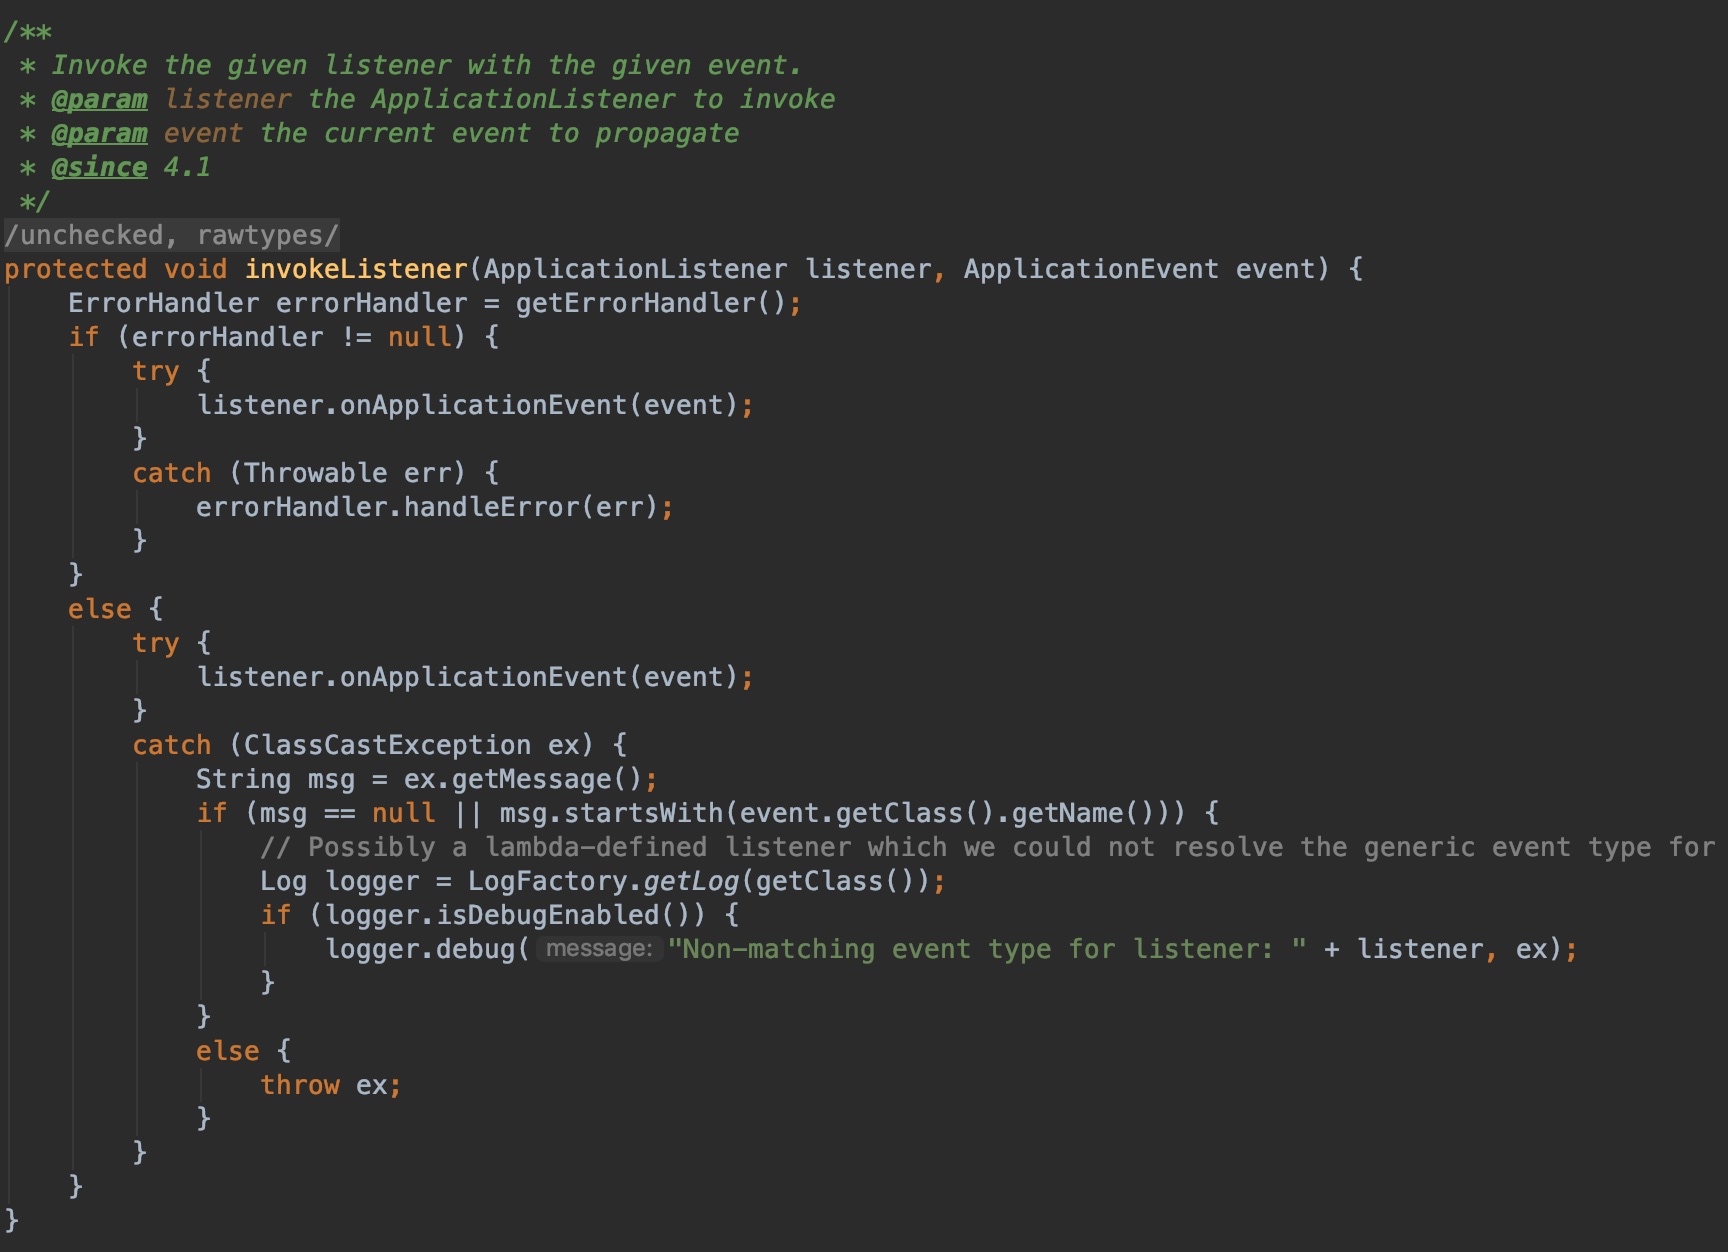 /**
 * Invoke the given listener with the given event.
 * @param listener the ApplicationListener to invoke
 * @param event the current event to propagate
 * @since 4.1
 */
/unchecked, rawtypes/
protected void invokeListener(ApplicationListener listener, ApplicationEvent event) {
    ErrorHandler errorHandler = getErrorHandler();
    if (errorHandler != null) {
        try {
            listener.onApplicationEvent(event);
        }
        catch (Throwable err) {
            errorHandler.handleError(err);
        }
    }
    else {
        try {
            listener.onApplicationEvent(event);
        }
        catch (ClassCastException ex) {
            String msg = ex.getMessage();
            if (msg == null || msg.startsWith(event.getClass().getName())) {
                // Possibly a lambda-defined listener which we could not resolve the generic event type for
                Log logger = LogFactory.getLog(getClass());
                if (logger.isDebugEnabled()) {
                    logger.debug( message: "Non-matching event type for listener: " + listener, ex);
                }
            }
            else {
                throw ex;
            }
        }
    }
}